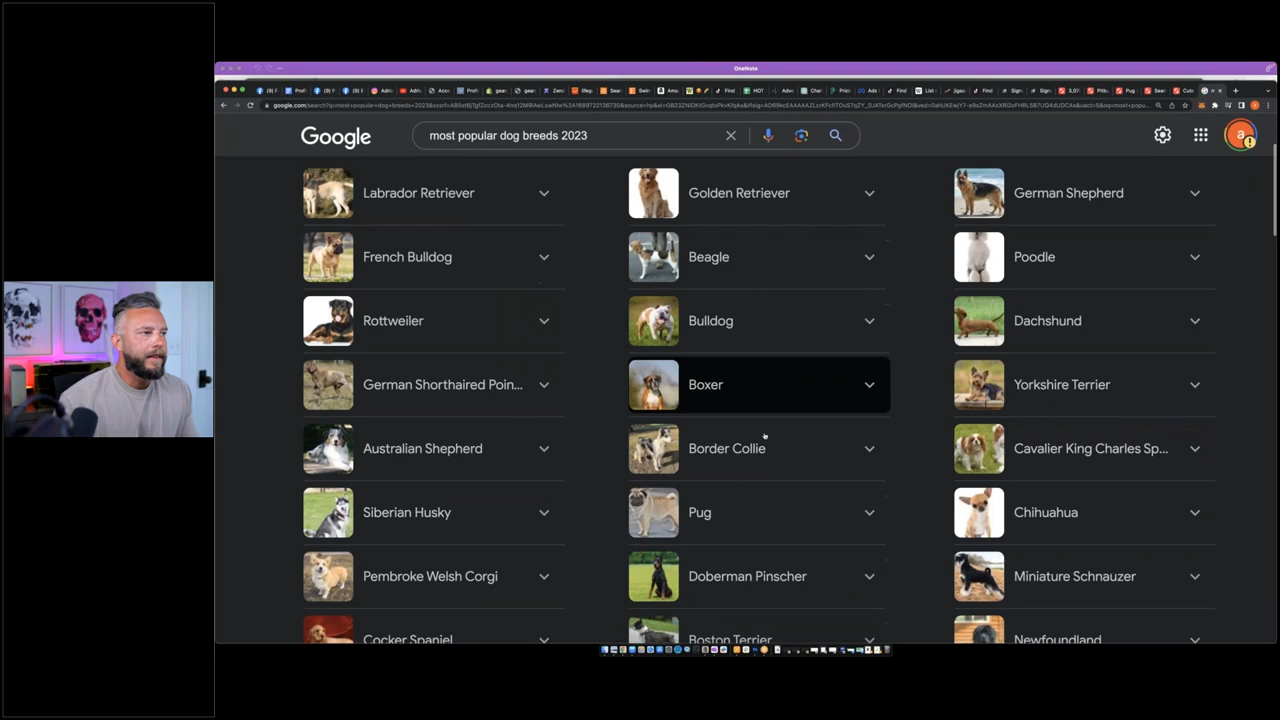 OneNote
Google
most popular dog breeds 2023
Labrador Retriever
Golden Retriever
German Shepherd
French Bulldog
Beagle
Poodle
Rottweiler
Bulldog
Dachshund
German Shorthaired Poin...
Boxer
Yorkshire Terrier
Australian Shepherd
Border Collie
Cavalier King Charles Sp...
Siberian Husky
Pug
Chihuahua
Pembroke Welsh Corgi
Doberman Pinscher
Miniature Schnauzer
Cocker Spaniel
Boston Terrier
Newfoundland